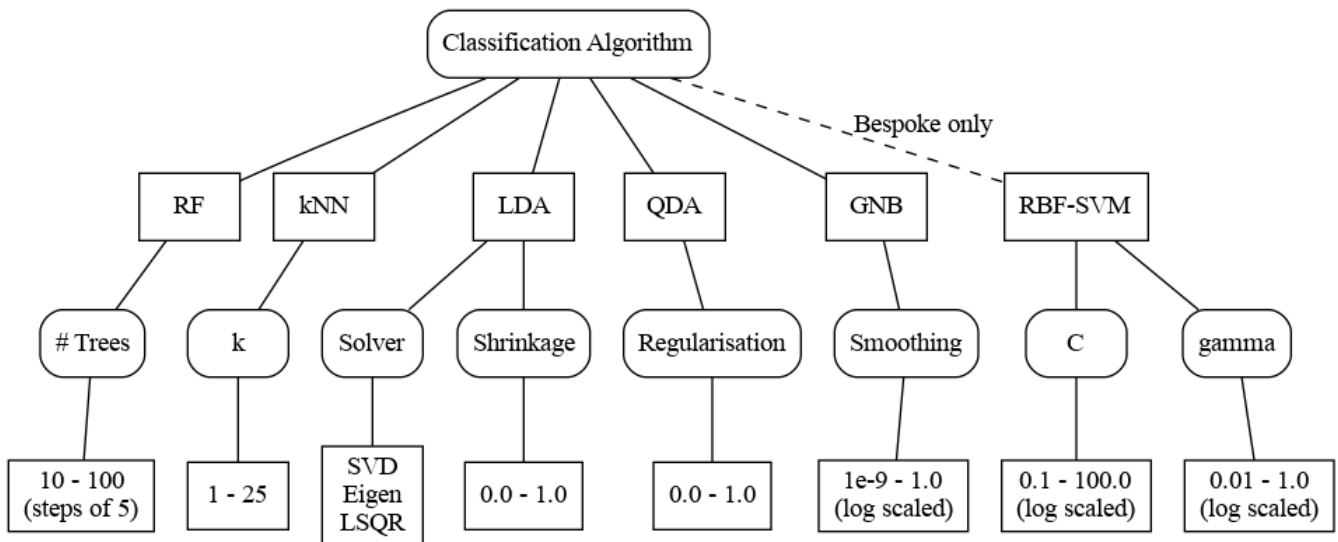 Classification Algorithm
Bespoke only
RF
kNN
LDA
QDA
GNB
RBF-SVM
# Trees
k
Solver
Shrinkage
Regularisation
Smoothing
C
gamma
10 - 100
(steps of 5)
1 - 25
SVD
Eigen
LSQR
0.0 - 1.0
0.0 - 1.0
1e-9 - 1.0
(log scaled)
0.1 - 100.0
(log scaled)
0.01 - 1.0
(log scaled)